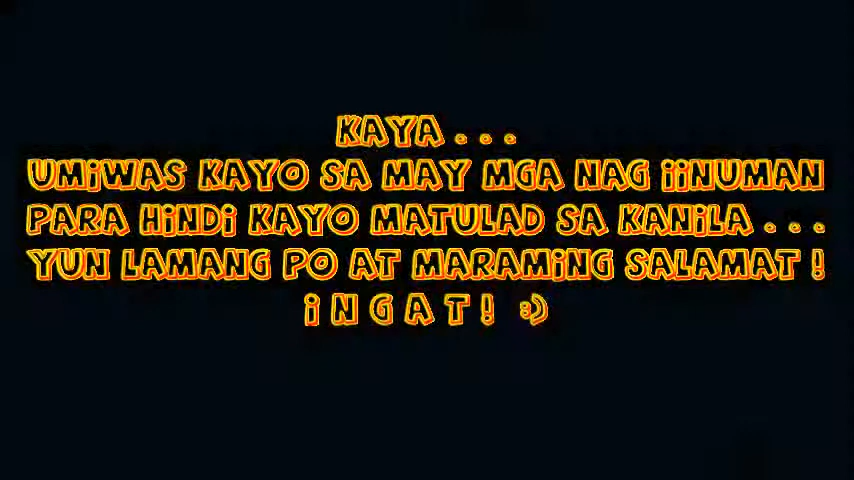 KAYA . . .
UMIWAS KAYO SA MAY MGA NAG IINUMAN
PARA HINDI KAYO MATULAD SA KANILA . . .
YUN LAMANG PO AT MARAMING SALAMAT !
I N G A T ! :)